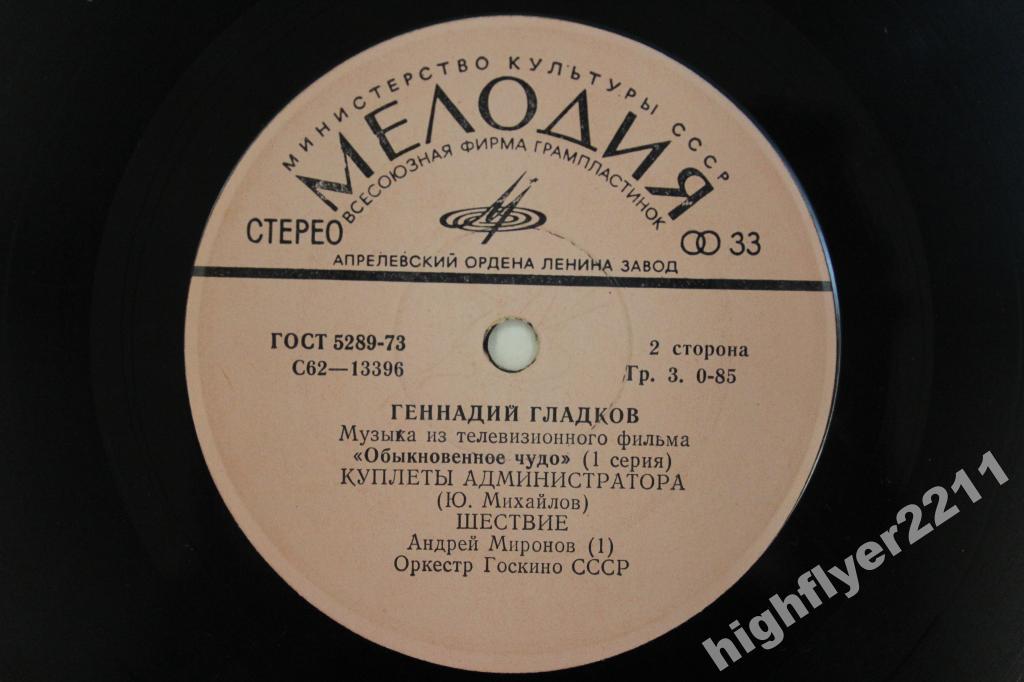 МИНИСТЕРСТВО КУЛЬТУРЫ СССР
МЕЛОДИЯ
ВСЕСОЮЗНАЯ ФИРМА ГРАМПЛАСТИНОК
СТЕРЕО 33
АПРЕЛЕВСКИЙ ОРДЕНА ЛЕНИНА ЗАВОД
ГОСТ 5289-73
С62—13396
2 сторона
Гр. 3. 0-85
ГЕННАДИЙ ГЛАДКОВ
Музыка из телевизионного фильма
«Обыкновенное чудо» (1 серия)
КУПЛЕТЫ АДМИНИСТРАТОРА
(Ю. Михайлов)
ШЕСТВИЕ
Андрей Миронов (1)
Оркестр Госкино СССР
highflyer2211